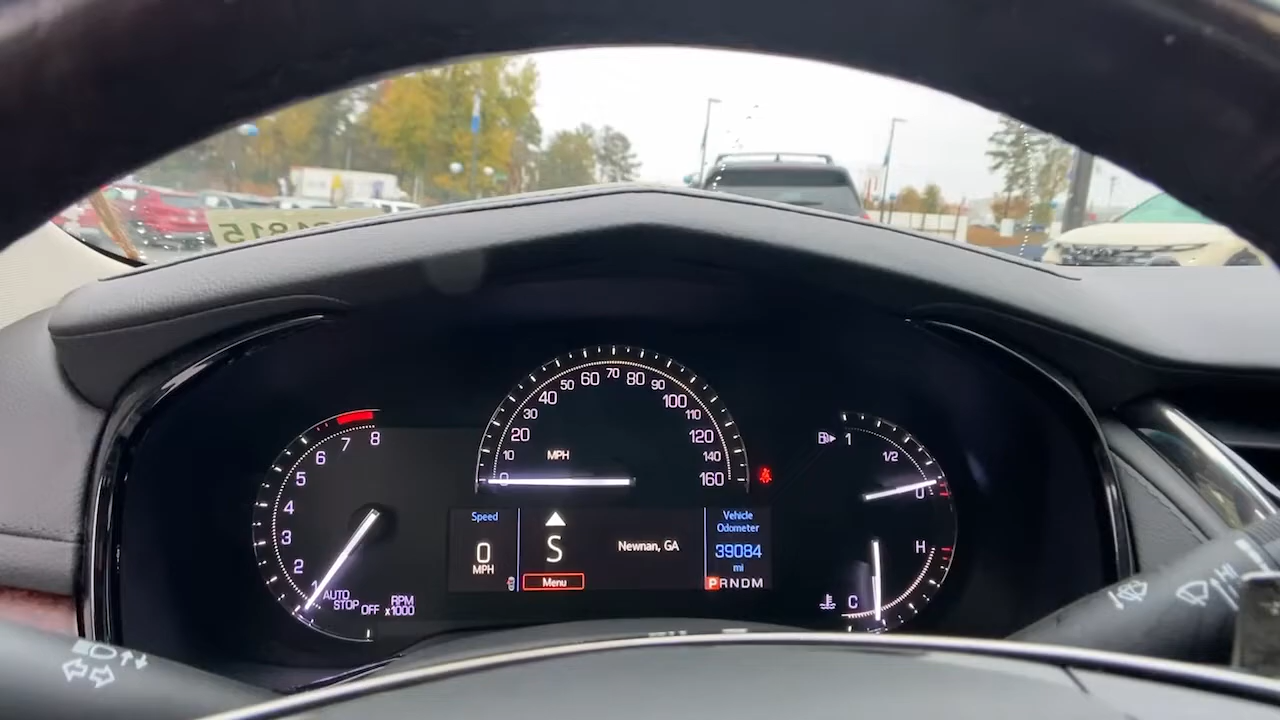 8
7
6
5
4
3
2
1
AUTO
STOP OFF
RPM
x1000
0
10
20
30
40
50
60
70
80
90
100
110
120
140
160
MPH
Speed
0
MPH
S
Menu
Newnan, GA
Vehicle
Odometer
39084
mi
PRNDM
1
1/2
0
H
C